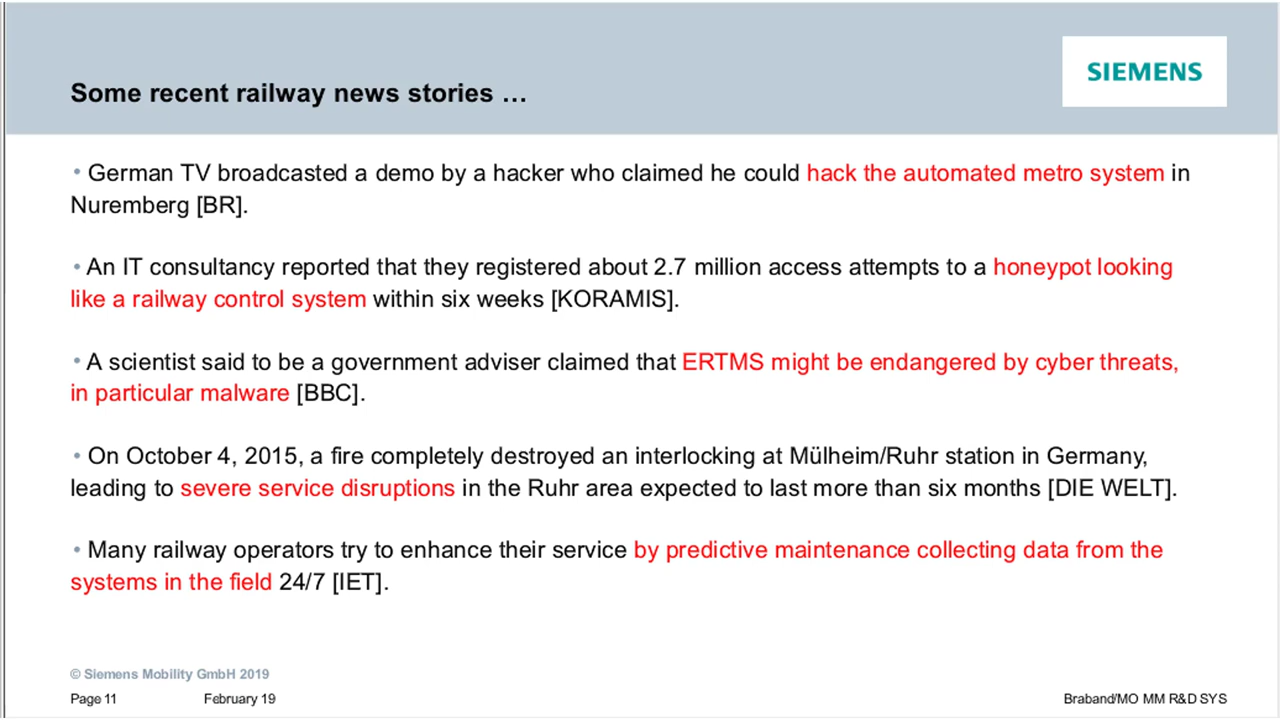 SIEMENS
Some recent railway news stories …
• German TV broadcasted a demo by a hacker who claimed he could hack the automated metro system in
Nuremberg [BR].
• An IT consultancy reported that they registered about 2.7 million access attempts to a honeypot looking
like a railway control system within six weeks [KORAMIS].
• A scientist said to be a government adviser claimed that ERTMS might be endangered by cyber threats,
in particular malware [BBC].
• On October 4, 2015, a fire completely destroyed an interlocking at Mülheim/Ruhr station in Germany,
leading to severe service disruptions in the Ruhr area expected to last more than six months [DIE WELT].
• Many railway operators try to enhance their service by predictive maintenance collecting data from the
systems in the field 24/7 [IET].
© Siemens Mobility GmbH 2019
Page 11 February 19 Braband/MO MM R&D SYS